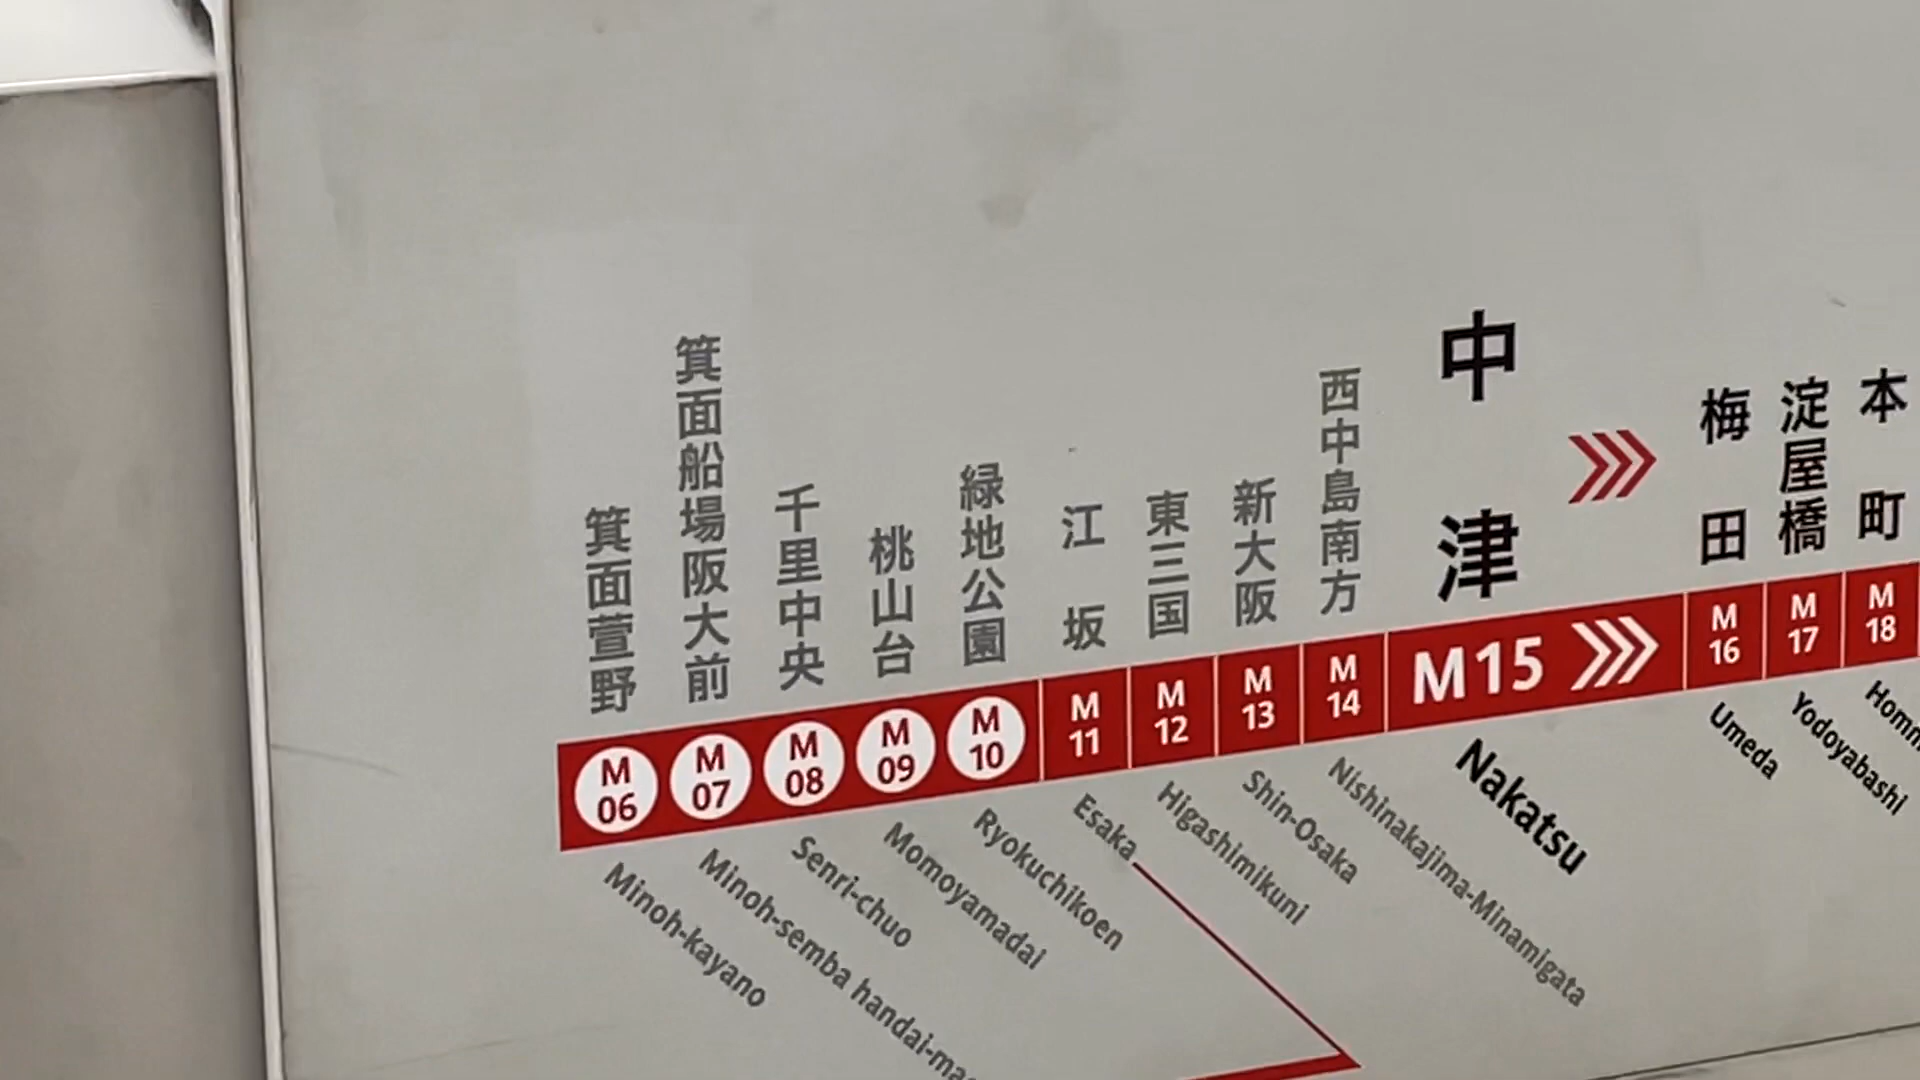 箕面萱野
箕面船場阪大前
千里中央
桃山台
緑地公園
江坂
東三国
新大阪
西中島南方
中津
梅田
淀屋橋
本町
M 06
M 07
M 08
M 09
M 10
M 11
M 12
M 13
M 14
M15
M 16
M 17
M 18
Minoh-kayano
Minoh-semba handai-mae
Senri-chuo
Momoyamadai
Ryokuchikoen
Esaka
Higashimikuni
Shin-Osaka
Nishinakajima-Minamigata
Nakatsu
Umeda
Yodoyabashi